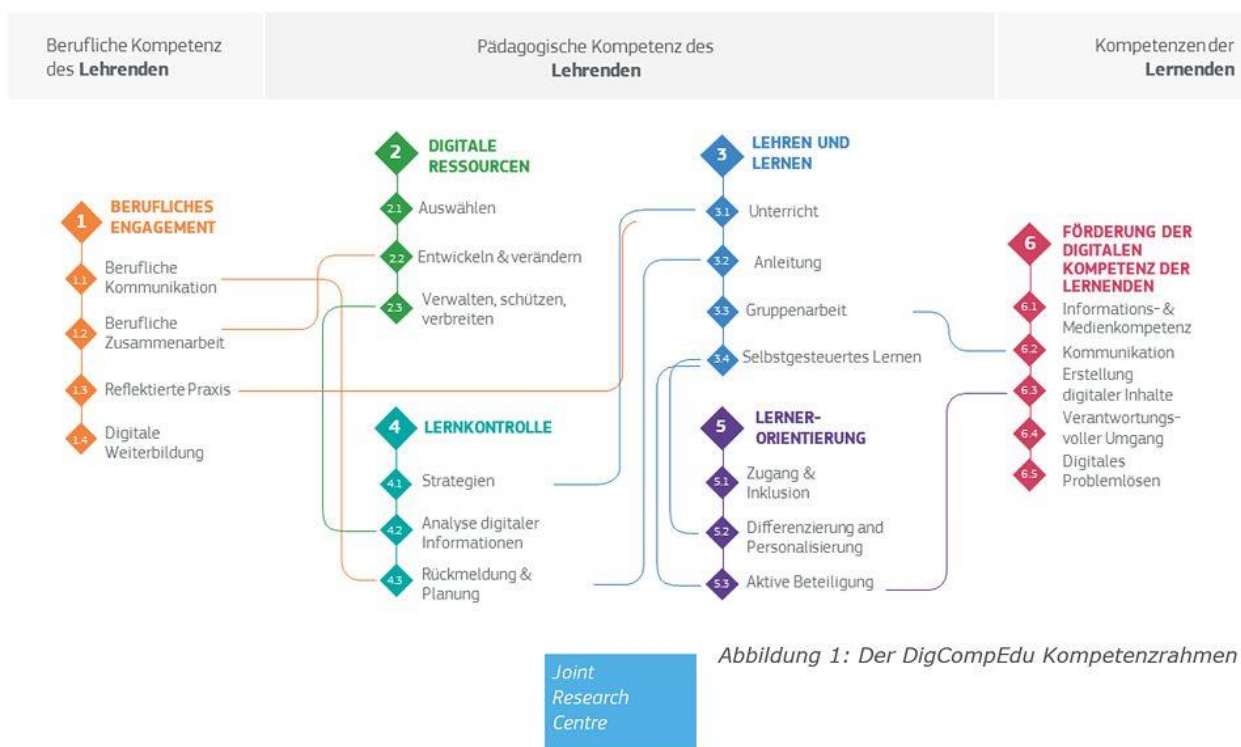 Berufliche Kompetenz
des Lehrenden
Pädagogische Kompetenz des
Lehrenden
Kompetenzen der
Lernenden
1
BERUFLICHES
ENGAGEMENT
1.1
Berufliche
Kommunikation
1.2
Berufliche
Zusammenarbeit
1.3
Reflektierte Praxis
1.4
Digitale
Weiterbildung
2
DIGITALE
RESSOURCEN
2.1
Auswählen
2.2
Entwickeln & verändern
2.3
Verwalten, schützen,
verbreiten
4
LERNKONTROLLE
4.1
Strategien
4.2
Analyse digitaler
Informationen
4.3
Rückmeldung &
Planung
3
LEHREN UND
LERNEN
3.1
Unterricht
3.2
Anleitung
3.3
Gruppenarbeit
3.4
Selbstgesteuertes Lernen
5
LERNER-
ORIENTIERUNG
5.1
Zugang &
Inklusion
5.2
Differenzierung and
Personalisierung
5.3
Aktive Beteiligung
6
FÖRDERUNG DER
DIGITALEN
KOMPETENZ DER
LERNENDEN
6.1
Informations- &
Medienkompetenz
6.2
Kommunikation
6.3
Erstellung
digitaler Inhalte
6.4
Verantwortungs-
voller Umgang
6.5
Digitales
Problemlösen
Abbildung 1: Der DigCompEdu Kompetenzrahmen
Joint
Research
Centre